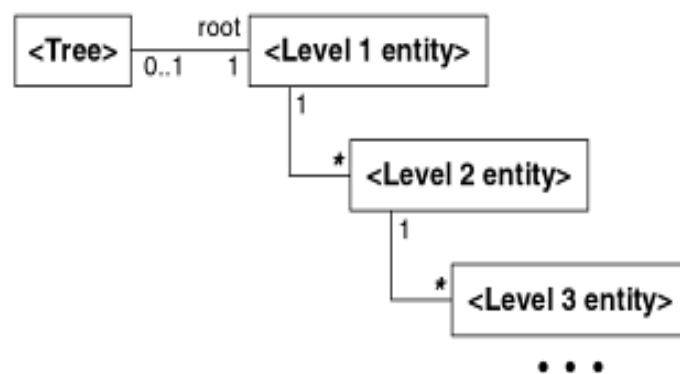 root
<Tree>
<Level 1 entity>
0..1
1
1
*
<Level 2 entity>
1
*
<Level 3 entity>
• • •